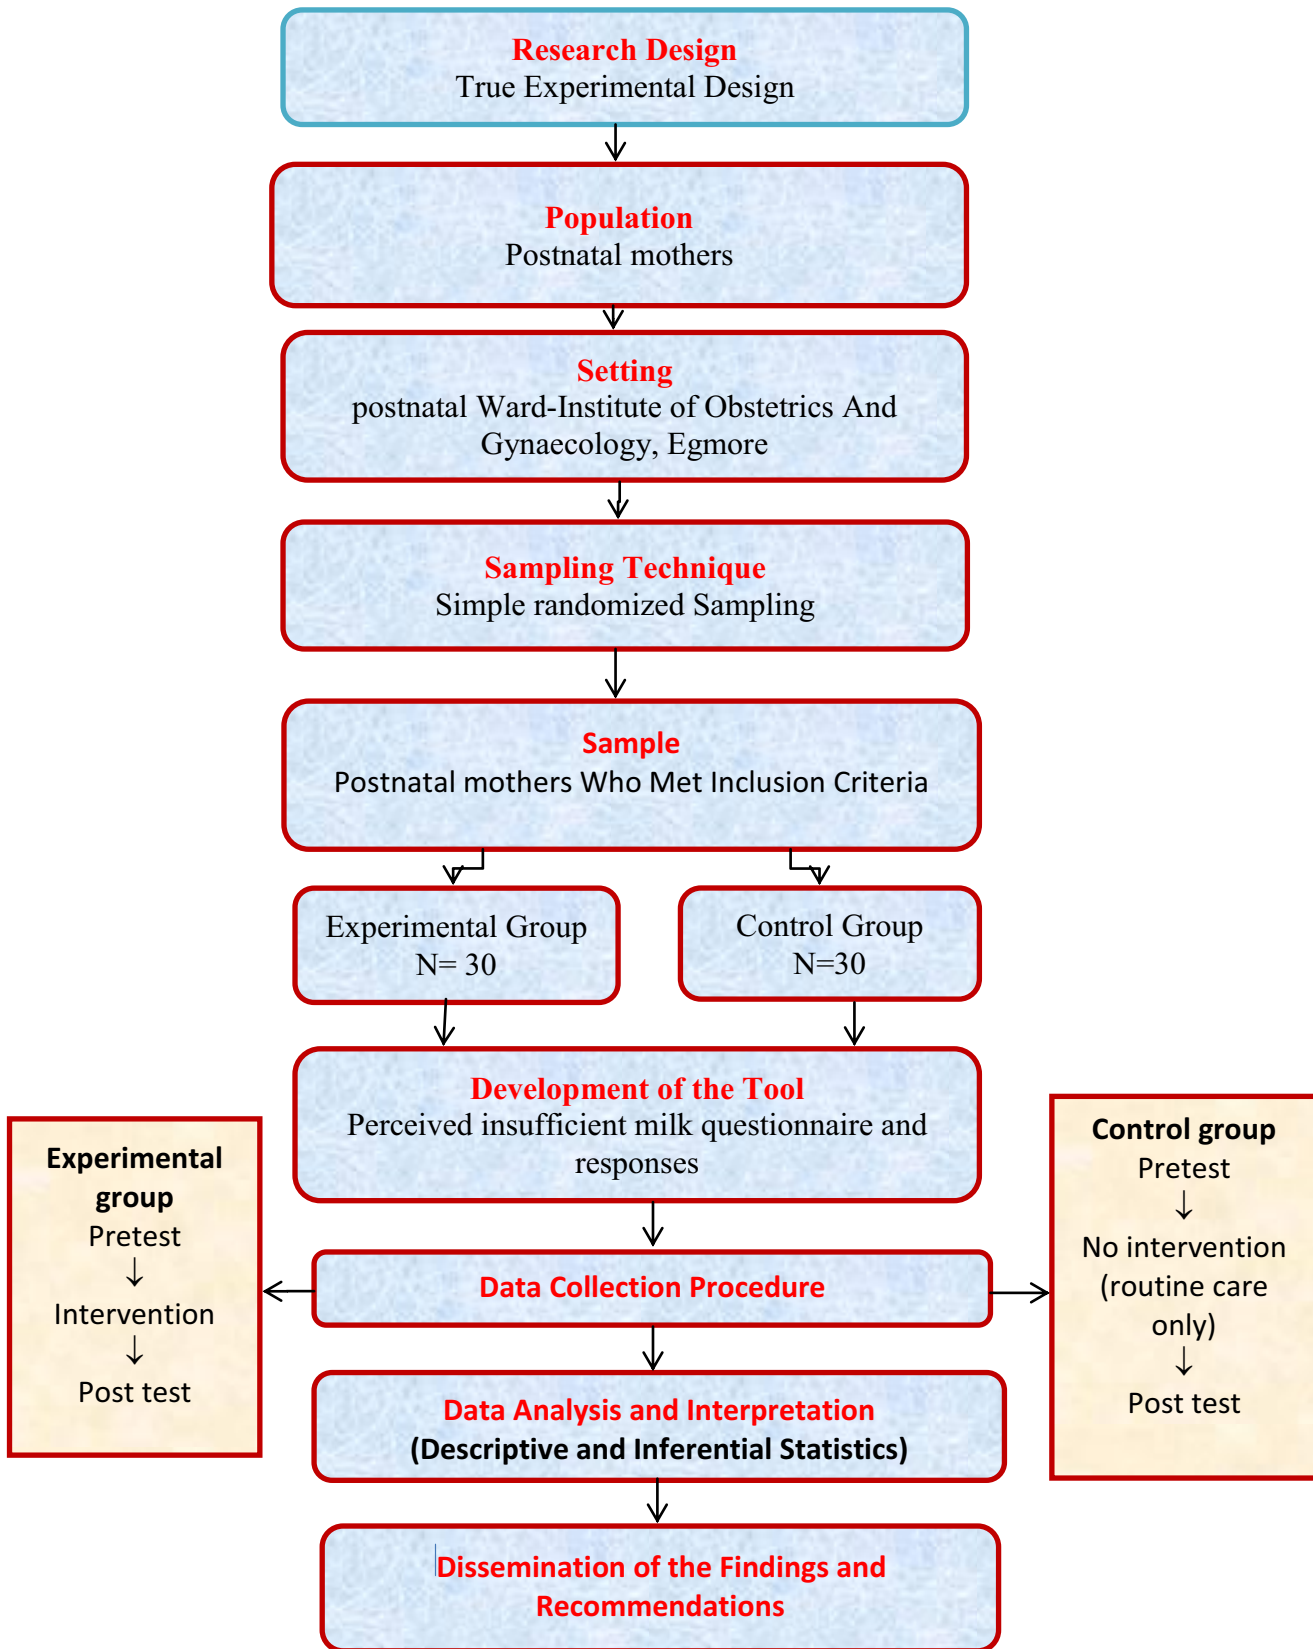 Research Design
True Experimental Design
Population
Postnatal mothers
Setting
postnatal Ward-Institute of Obstetrics And
Gynaecology, Egmore
Sampling Technique
Simple randomized Sampling
Sample
Postnatal mothers Who Met Inclusion Criteria
Experimental Group
N= 30
Control Group
N=30
Development of the Tool
Perceived insufficient milk questionnaire and
responses
Experimental
group
Pretest
↓
Intervention
↓
Post test
Data Collection Procedure
Control group
Pretest
↓
No intervention
(routine care
only)
↓
Post test
Data Analysis and Interpretation
(Descriptive and Inferential Statistics)
Dissemination of the Findings and
Recommendations